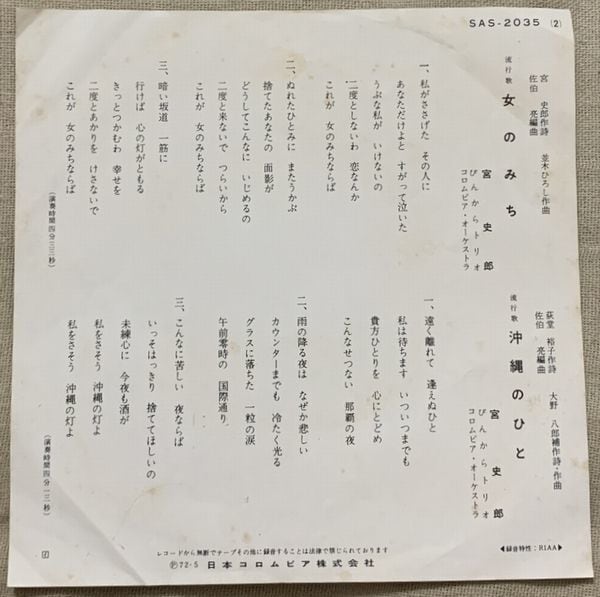 SAS-2035 (2)
宮 史郎作詩 並木ひろし作曲
佐伯 亮編曲
流行歌
女のみち
宮 史郎
ぴんからトリオ
コロムビア・オーケストラ
一、私がささげた その人に
あなただけよと すがって泣いた
うぶな私が いけないの
二度としないわ 恋なんか
これが 女のみちならば
二、ぬれたひとみに またうかぶ
捨てたあなたの 面影が
どうしてこんなに いじめるの
二度と来ないで つらいから
これが 女のみちならば
三、暗い坂道 一筋に
行けば 心の灯がともる
きっとつかむわ 幸せを
二度とあかりを けさないで
これが 女のみちならば
(演奏時間四分三三秒)
荻堂 裕子作詩 大野 八郎補作詩・作曲
佐伯 亮編曲
流行歌
沖縄のひと
宮 史郎
ぴんからトリオ
コロムビア・オーケストラ
一、遠く離れて 逢えぬひと
私は待ちます いついつまでも
貴方ひとりを 心にとどめ
こんなせつない 那覇の夜
二、雨の降る夜は なぜか悲しい
カウンターまでも 冷たく光る
グラスに落ちた 一粒の涙
午前零時の 国際通り
三、こんなに苦しい 夜ならば
いっそはっきり 捨ててほしいの
未練心に 今夜も酒が
私をさそう 沖縄の灯よ
私をさそう 沖縄の灯よ
(演奏時間四分一三秒)
◀録音特性：RIAA▶
レコードから無断でテープその他に録音することは法律で禁じられております
Ⓟ72・5 日本コロムビア株式会社